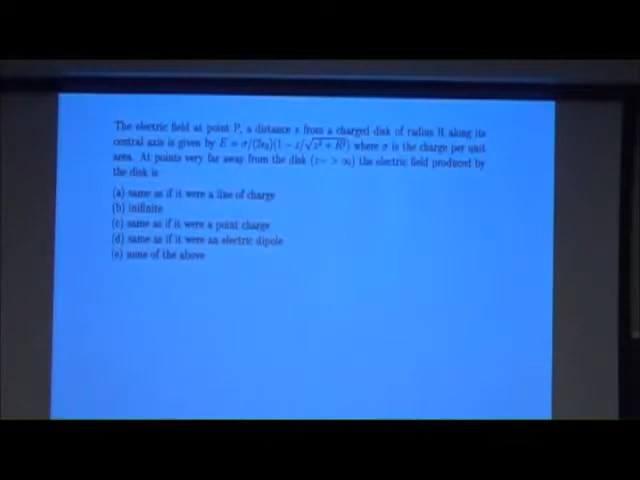 The electric field at point P, a distance z from a charged disk of radius R along its
central axis is given by E = σ/(2ε₀)(1 − z/√(z² + R²)) where σ is the charge per unit
area. At points very far away from the disk (z− > ∞) the electric field produced by
the disk is
(a) same as if it were a line of charge
(b) inifinite
(c) same as if it were a point charge
(d) same as if it were an electric dipole
(e) none of the above